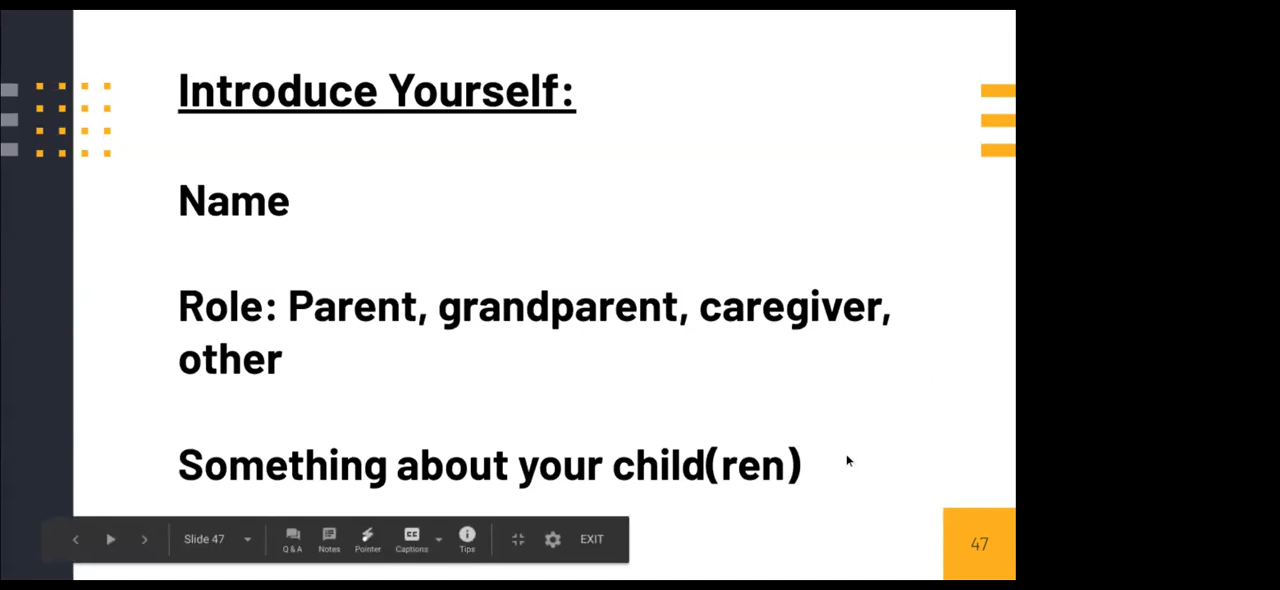 Introduce Yourself:
Name
Role: Parent, grandparent, caregiver,
other
Something about your child(ren)
Slide 47
Q & A
Notes
Pointer
CC
Captions
Tips
EXIT
47